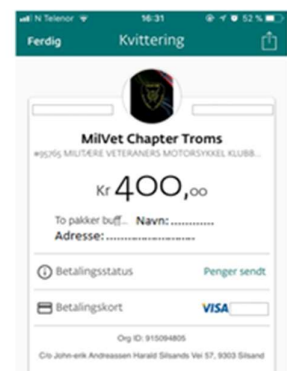 N Telenor 16:31 52 %
Ferdig Kvittering
MilVet Chapter Troms
#95765 MILITÆRE VETERANERS MOTORSYKKEL KLUBB...
Kr 400,00
To pakker buff... Navn: ............
Adresse: ..........................
Betalingsstatus Penger sendt
Betalingskort VISA
Org ID: 915094805
C/o John-erik Andreassen Harald Silsands Vei 57, 9303 Silsand